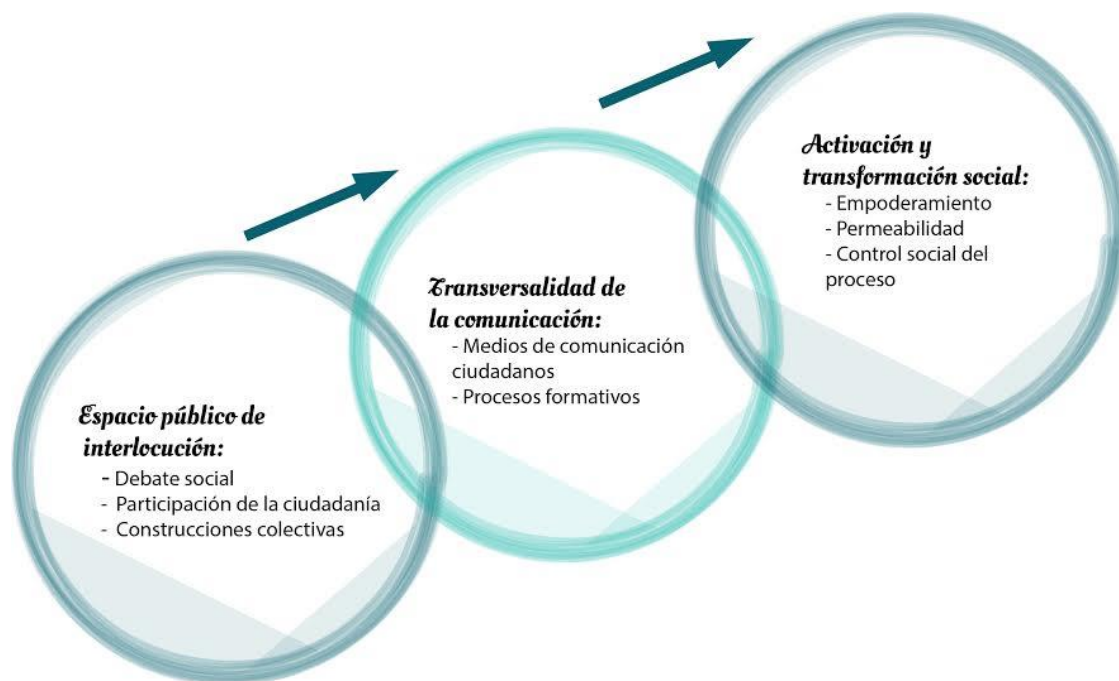 Espacio público de
interlocución:
- Debate social
- Participación de la ciudadanía
- Construcciones colectivas
Transversalidad de
la comunicación:
- Medios de comunicación
ciudadanos
- Procesos formativos
Activación y
transformación social:
- Empoderamiento
- Permeabilidad
- Control social del
proceso